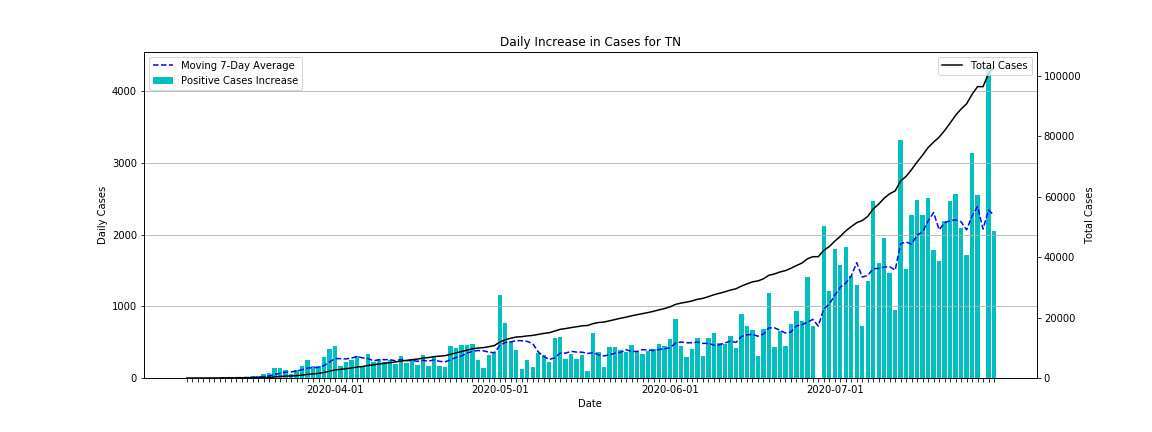 Daily Increase in Cases for TN
Moving 7-Day Average
Positive Cases Increase
Total Cases
4000
3000
2000
1000
0
Daily Cases
100000
80000
60000
40000
20000
0
Total Cases
2020-04-01
2020-05-01
2020-06-01
2020-07-01
Date